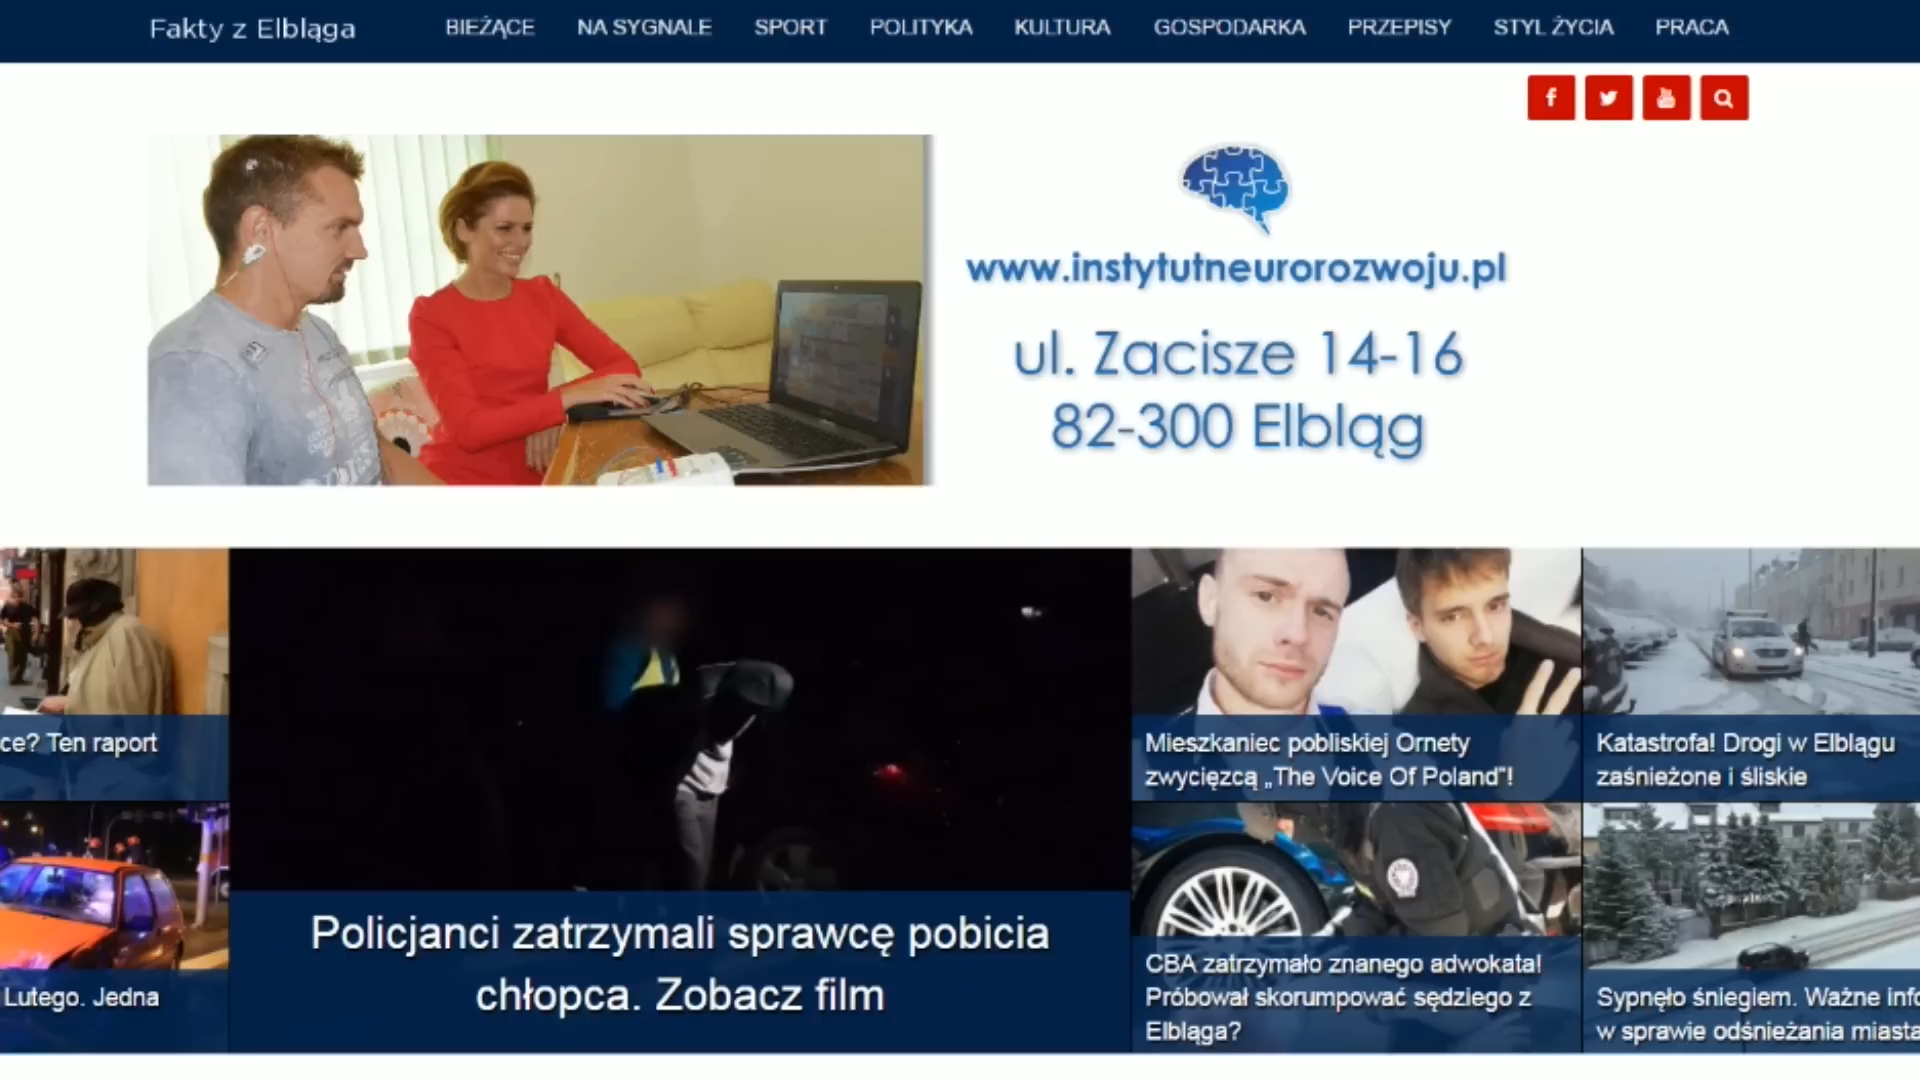 Fakty z Elbląga
BIEŻĄCE
NA SYGNALE
SPORT
POLITYKA
KULTURA
GOSPODARKA
PRZEPISY
STYL ŻYCIA
PRACA
www.instytutneurorozwoju.pl
ul. Zacisze 14-16
82-300 Elbląg
ce? Ten raport
Lutego. Jedna
Policjanci zatrzymali sprawcę pobicia
chłopca. Zobacz film
Mieszkaniec pobliskiej Ornety
zwycięzcą „The Voice Of Poland"!
CBA zatrzymało znanego adwokata!
Próbował skorumpować sędziego z
Elbląga?
Katastrofa! Drogi w Elblągu
zaśnieżone i śliskie
Sypnęło śniegiem. Ważne info
w sprawie odśnieżania miasta